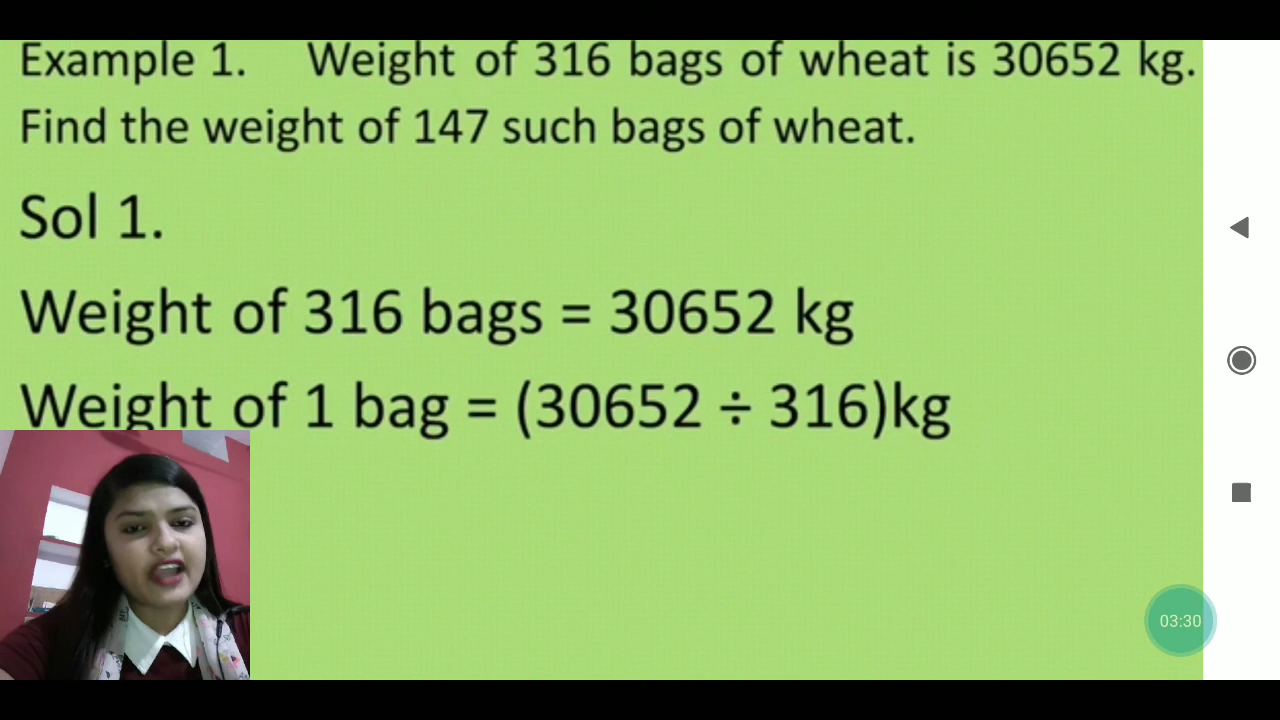 Example 1. Weight of 316 bags of wheat is 30652 kg.
Find the weight of 147 such bags of wheat.
Sol 1.
Weight of 316 bags = 30652 kg
Weight of 1 bag = (30652 ÷ 316)kg
03:30